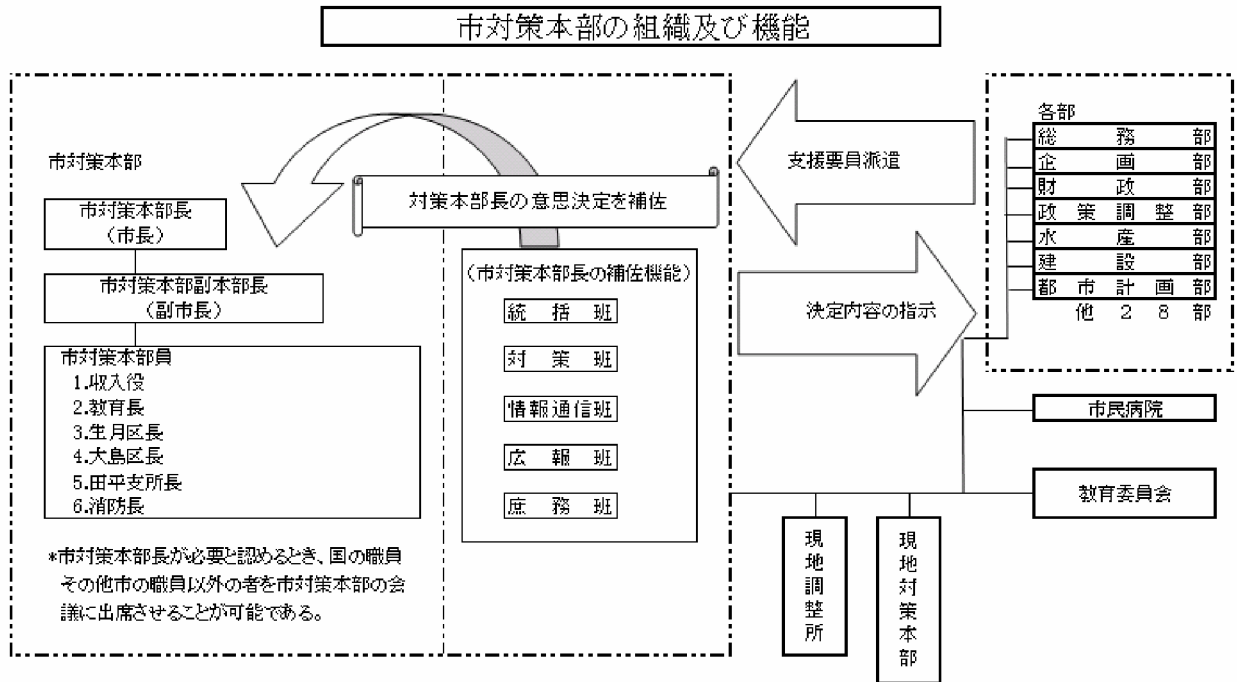 市対策本部の組織及び機能
市対策本部
市対策本部長
（市長）
市対策本部副本部長
（副市長）
市対策本部員
1.収入役
2.教育長
3.生月区長
4.大島区長
5.田平支所長
6.消防長
*市対策本部長が必要と認めるとき、国の職員
その他市の職員以外の者を市対策本部の会
議に出席させることが可能である。
対策本部長の意思決定を補佐
（市対策本部長の補佐機能）
統括班
対策班
情報通信班
広報班
庶務班
支援要員派遣
決定内容の指示
各部
総務部
企画部
財政部
政策調整部
水産部
建設部
都市計画部
他２８部
市民病院
教育委員会
現地調整所
現地対策本部